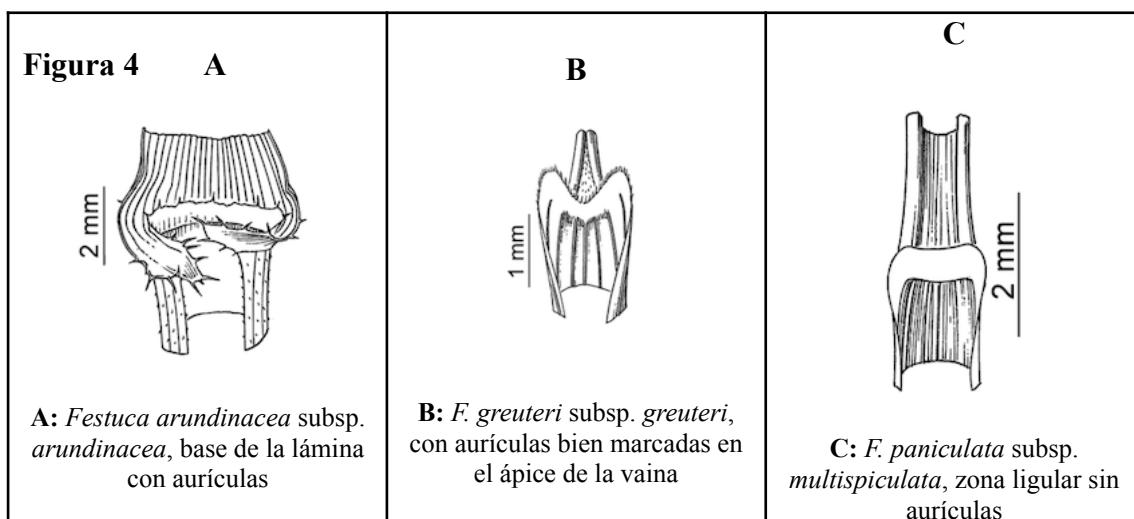 Figura 4
A
2 mm
A: Festuca arundinacea subsp.
arundinacea, base de la lámina
con aurículas
B
1 mm
B: F. greuteri subsp. greuteri,
con aurículas bien marcadas en
el ápice de la vaina
C
2 mm
C: F. paniculata subsp.
multispiculata, zona ligular sin
aurículas